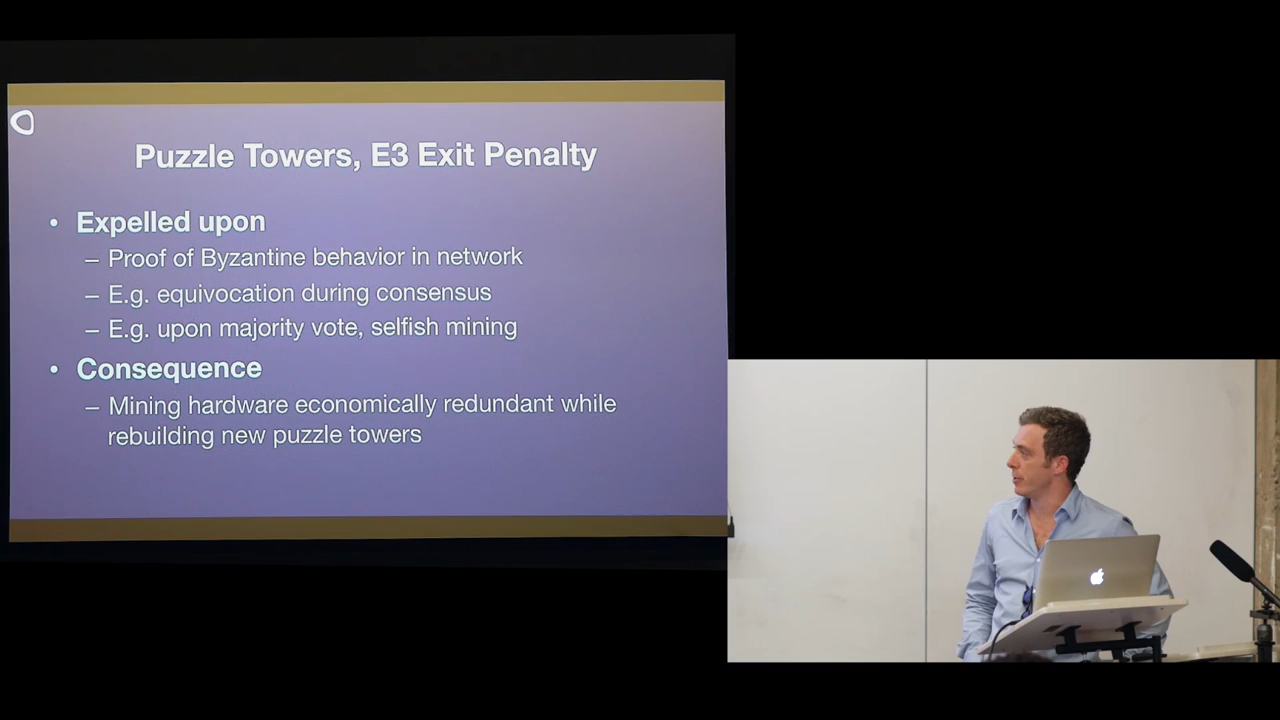 Puzzle Towers, E3 Exit Penalty
• Expelled upon
– Proof of Byzantine behavior in network
– E.g. equivocation during consensus
– E.g. upon majority vote, selfish mining
• Consequence
– Mining hardware economically redundant while
rebuilding new puzzle towers